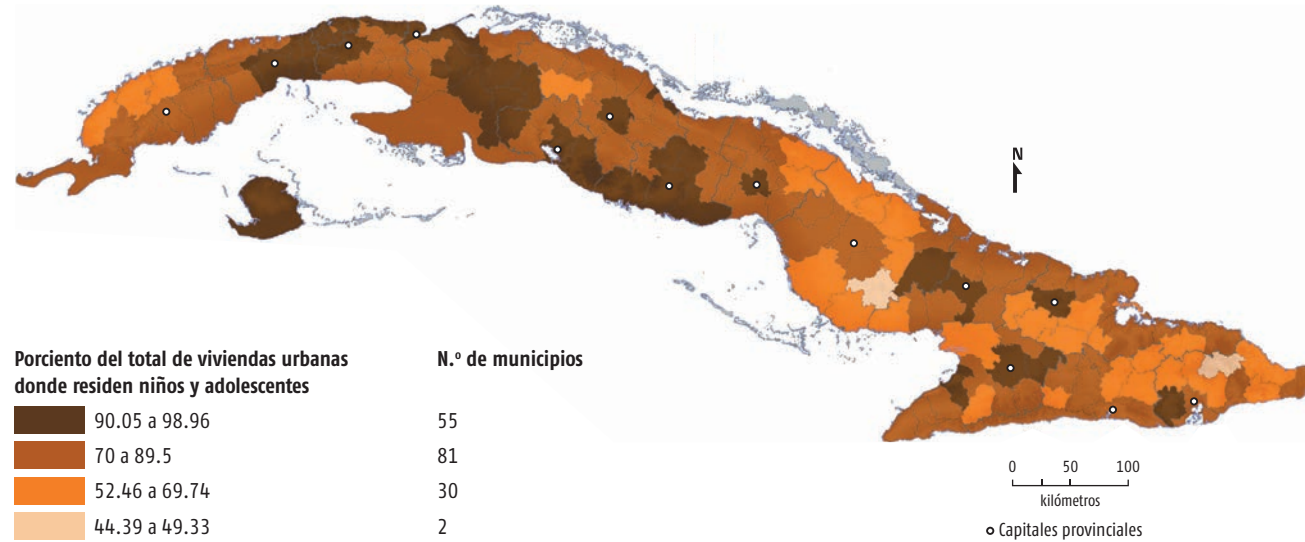 N
Porciento del total de viviendas urbanas
donde residen niños y adolescentes
N.º de municipios
90.05 a 98.96 55
70 a 89.5 81
52.46 a 69.74 30
44.39 a 49.33 2
0 50 100
kilómetros
Capitales provinciales